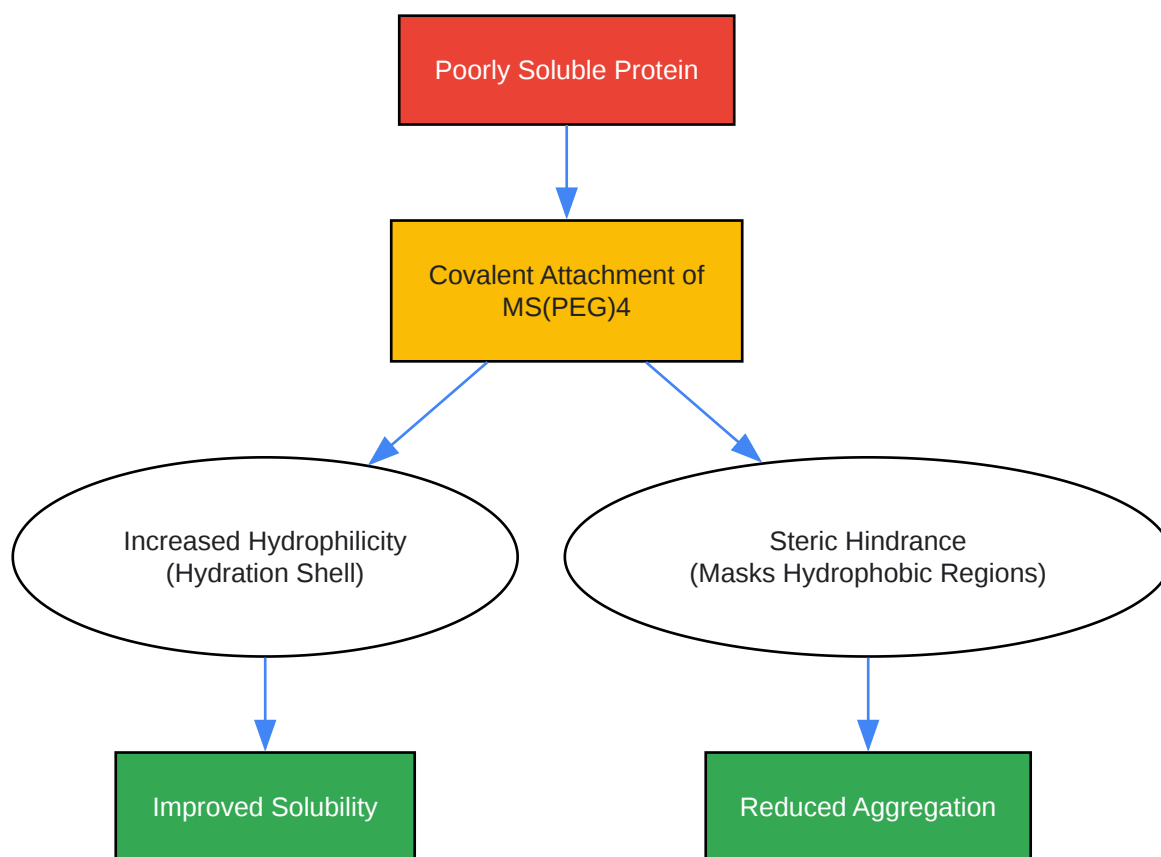 Poorly Soluble Protein
Covalent Attachment of
MS(PEG)4
Increased Hydrophilicity
(Hydration Shell)
Steric Hindrance
(Masks Hydrophobic Regions)
Improved Solubility
Reduced Aggregation